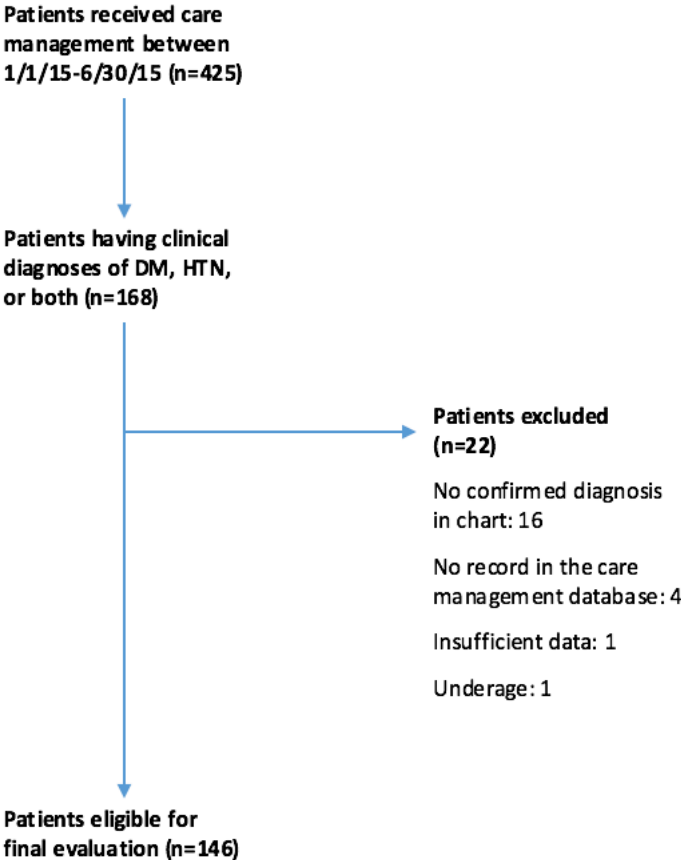 Patients received care
management between
1/1/15-6/30/15 (n=425)
Patients having clinical
diagnoses of DM, HTN,
or both (n=168)
Patients excluded
(n=22)
No confirmed diagnosis
in chart: 16
No record in the care
management database: 4
Insufficient data: 1
Underage: 1
Patients eligible for
final evaluation (n=146)